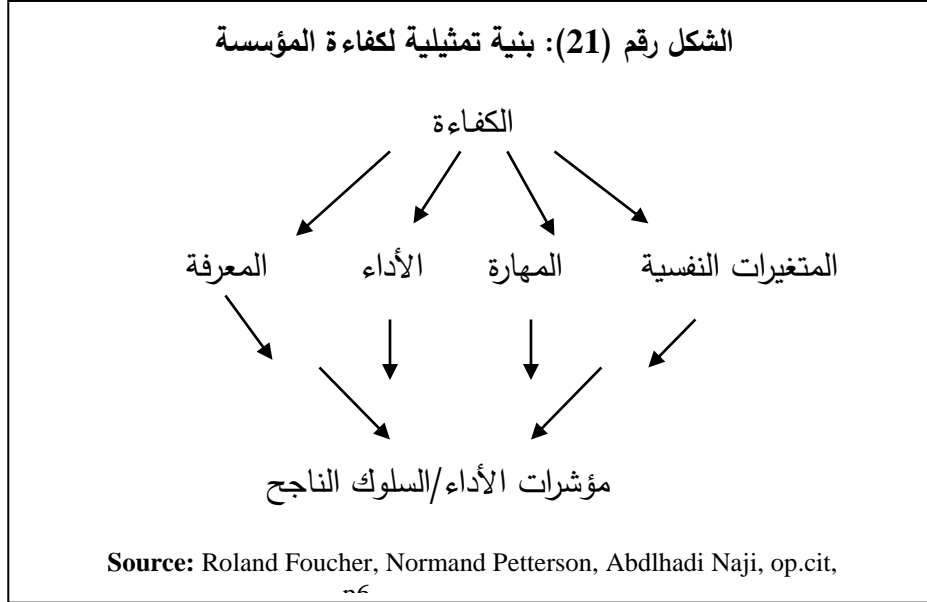 الشكل رقم (21): بنية تمثيلية لكفاءة المؤسسة
الكفاءة
المتغيرات النفسية المهارة الأداء المعرفة
مؤشرات الأداء/السلوك الناجح
Source: Roland Foucher, Normand Petterson, Abdlhadi Naji, op.cit,